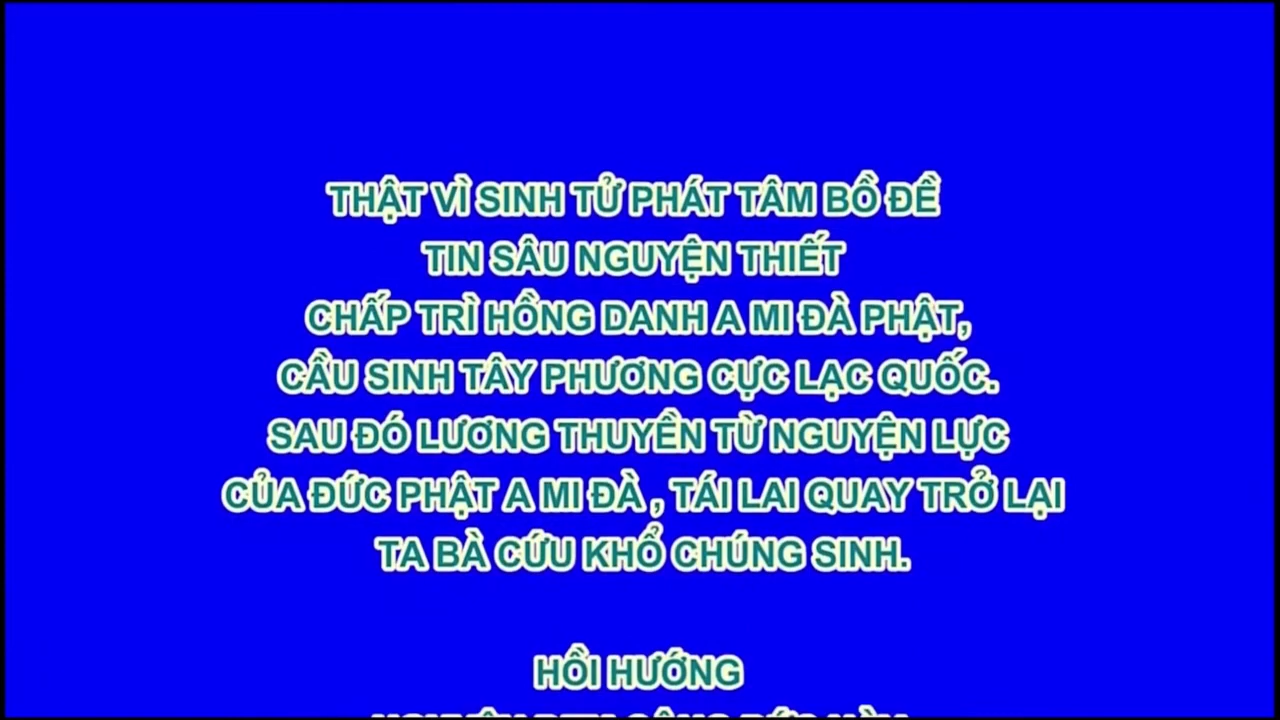 THẬT VÌ SINH TỬ PHÁT TÂM BỒ ĐỀ
TIN SÂU NGUYỆN THIẾT
CHẤP TRÌ HỒNG DANH A MI ĐÀ PHẬT,
CẦU SINH TÂY PHƯƠNG CỰC LẠC QUỐC.
SAU ĐÓ LƯƠNG THUYỀN TỪ NGUYỆN LỰC
CỦA ĐỨC PHẬT A MI ĐÀ , TÁI LAI QUAY TRỞ LẠI
TA BÀ CỨU KHỔ CHÚNG SINH.
HỒI HƯỚNG